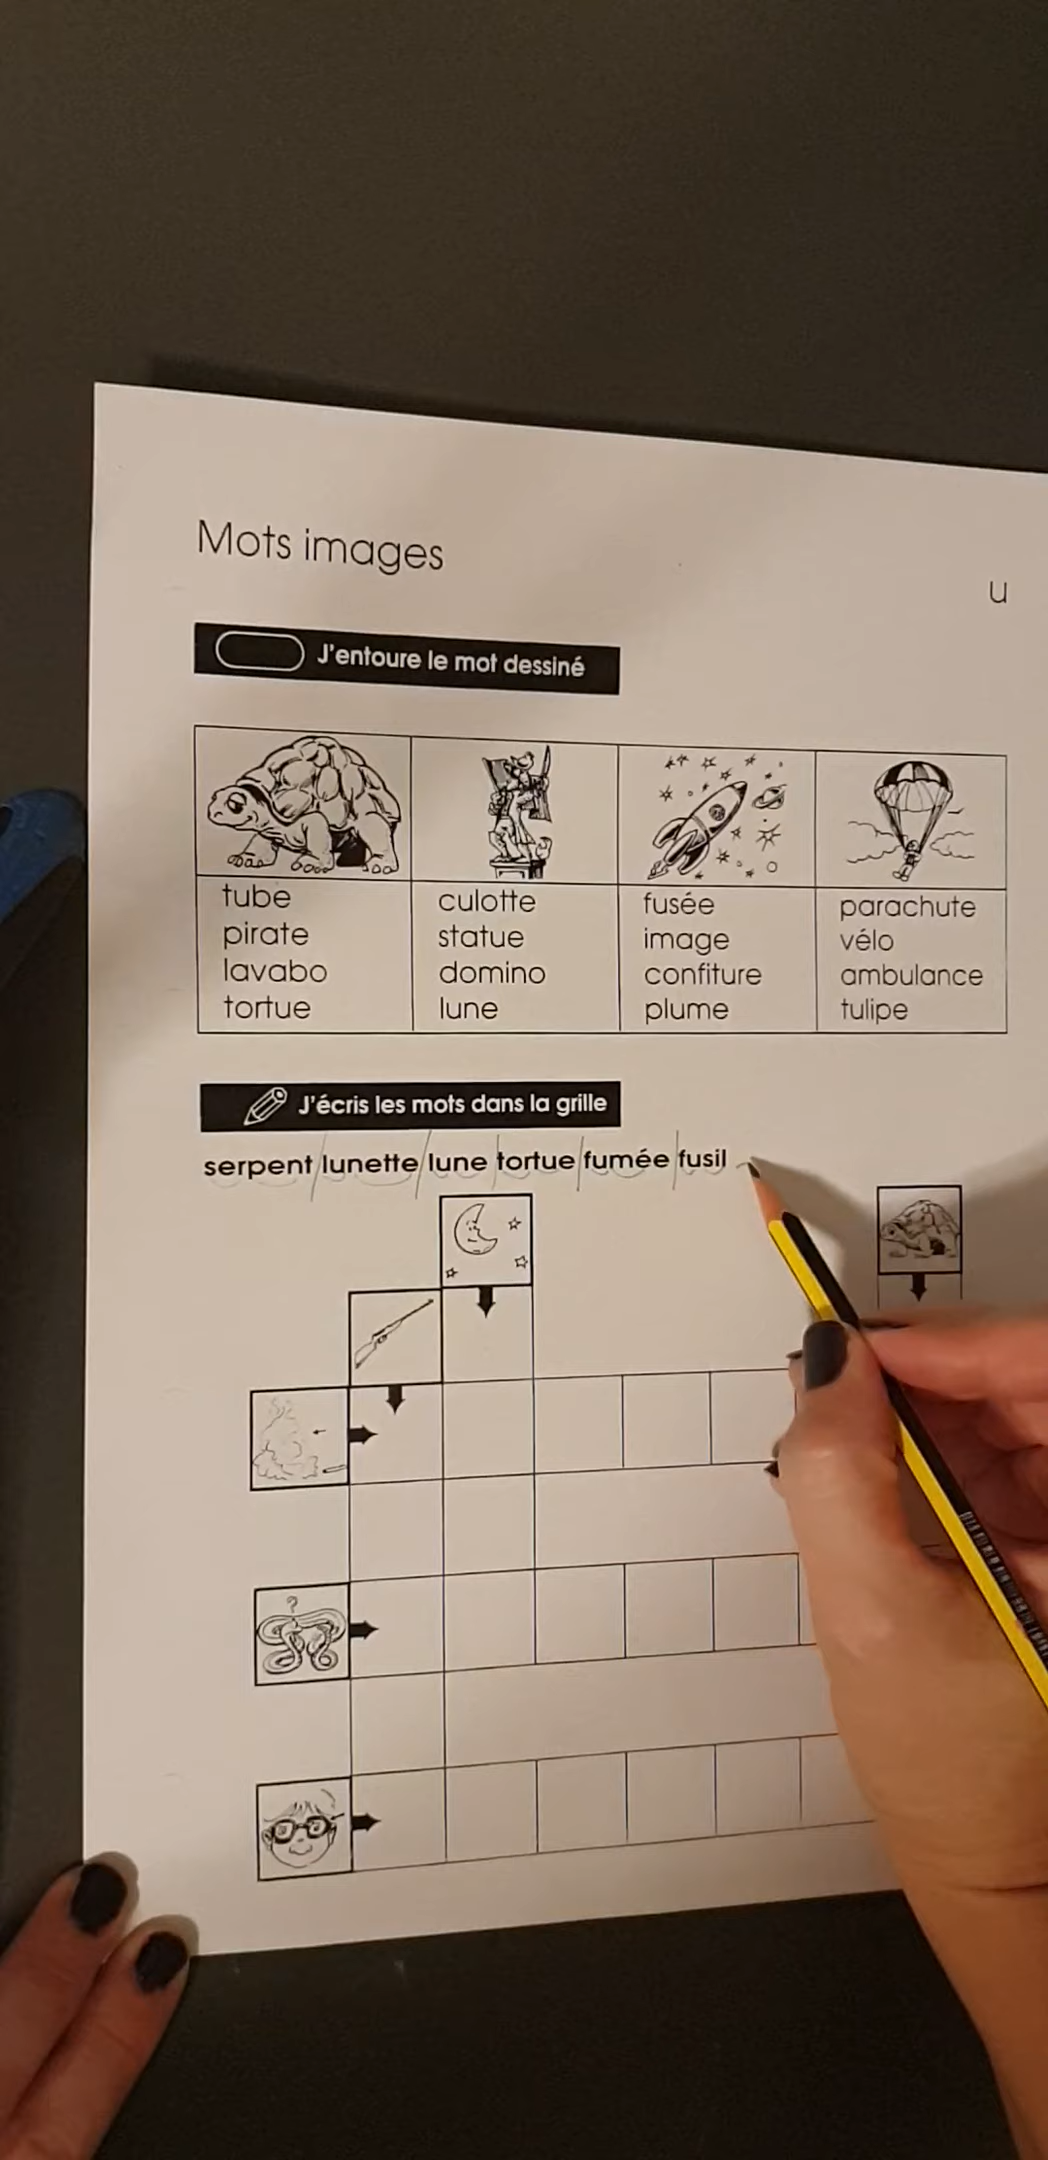 Mots images
u
J'entoure le mot dessiné
tube
pirate
lavabo
tortue
culotte
statue
domino
lune
fusée
image
confiture
plume
parachute
vélo
ambulance
tulipe
J'écris les mots dans la grille
serpent lunette lune tortue fumée fusil
?